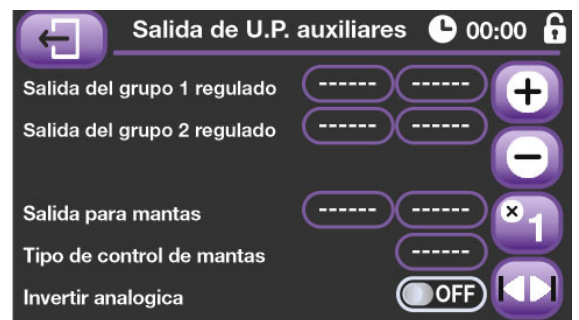 Salida de U.P. auxiliares 00:00
Salida del grupo 1 regulado ------ ------
Salida del grupo 2 regulado ------ ------
Salida para mantas ------ ------
×1
Tipo de control de mantas ------
Invertir analogica OFF